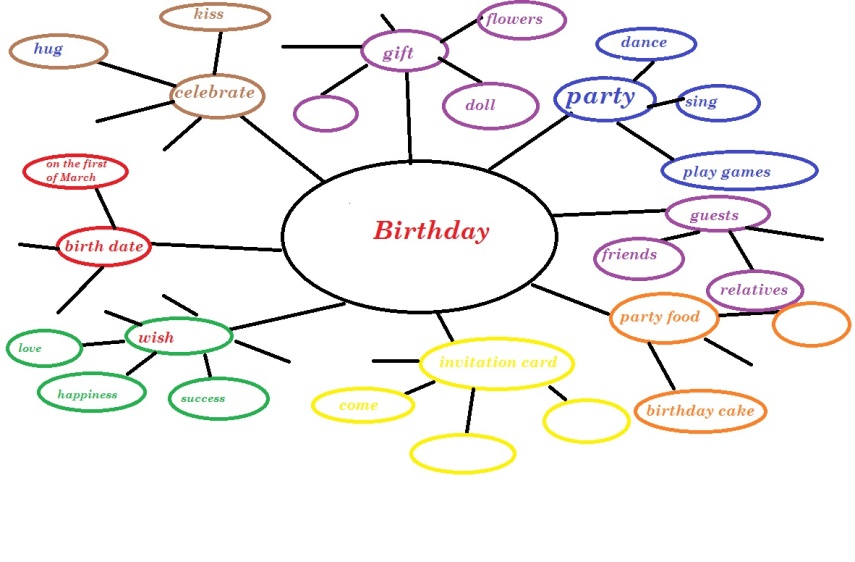 kiss
hug
celebrate
gift
flowers
doll
dance
party
sing
play games
on the first
of March
birth date
Birthday
guests
friends
relatives
party food
birthday cake
wish
love
happiness
success
invitation card
come